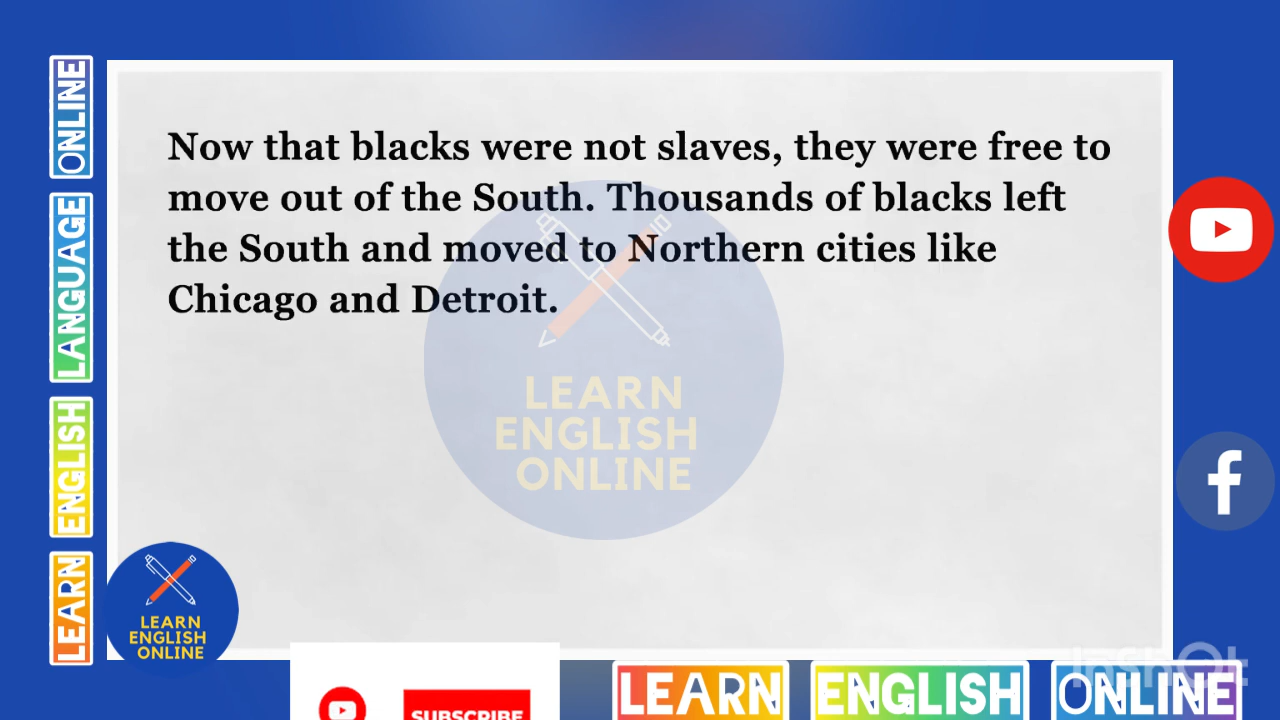 Now that blacks were not slaves, they were free to
move out of the South. Thousands of blacks left
the South and moved to Northern cities like
Chicago and Detroit.
LEARN
ENGLISH
ONLINE
LEARN ENGLISH LANGUAGE ONLINE
LEARN
ENGLISH
ONLINE
SUBSCRIBE
LEARN ENGLISH ONLINE
InShOt